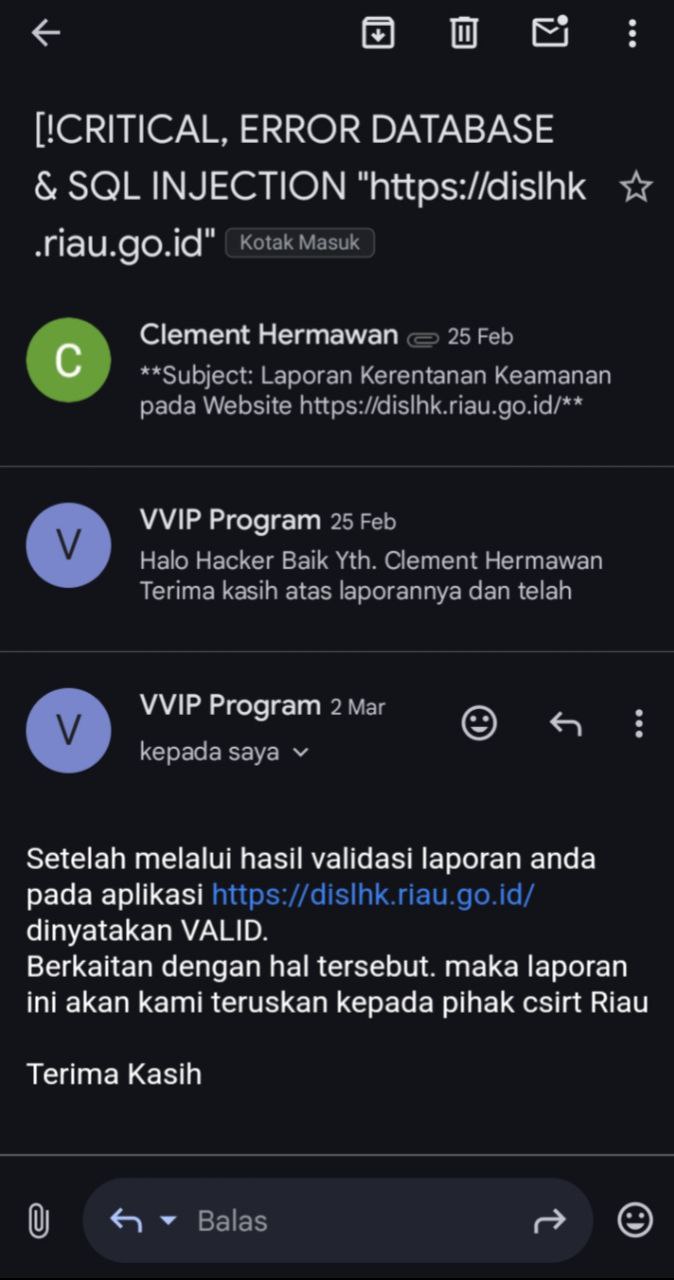 [!CRITICAL, ERROR DATABASE
& SQL INJECTION "https://dislhk
.riau.go.id" Kotak Masuk
C
Clement Hermawan 25 Feb
**Subject: Laporan Kerentanan Keamanan
pada Website https://dislhk.riau.go.id/**
V
VVIP Program 25 Feb
Halo Hacker Baik Yth. Clement Hermawan
Terima kasih atas laporannya dan telah
V
VVIP Program 2 Mar
kepada saya
Setelah melalui hasil validasi laporan anda
pada aplikasi https://dislhk.riau.go.id/
dinyatakan VALID.
Berkaitan dengan hal tersebut. maka laporan
ini akan kami teruskan kepada pihak csirt Riau
Terima Kasih
Balas